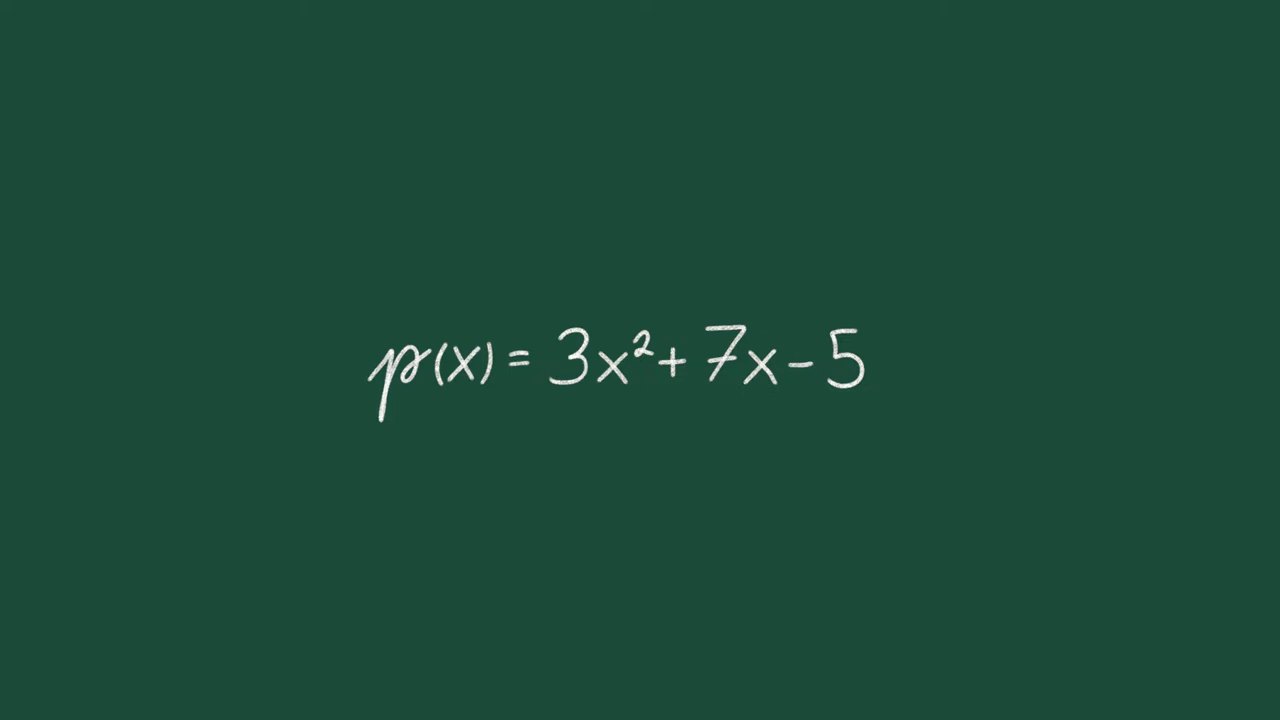 p(x) = 3x² + 7x - 5